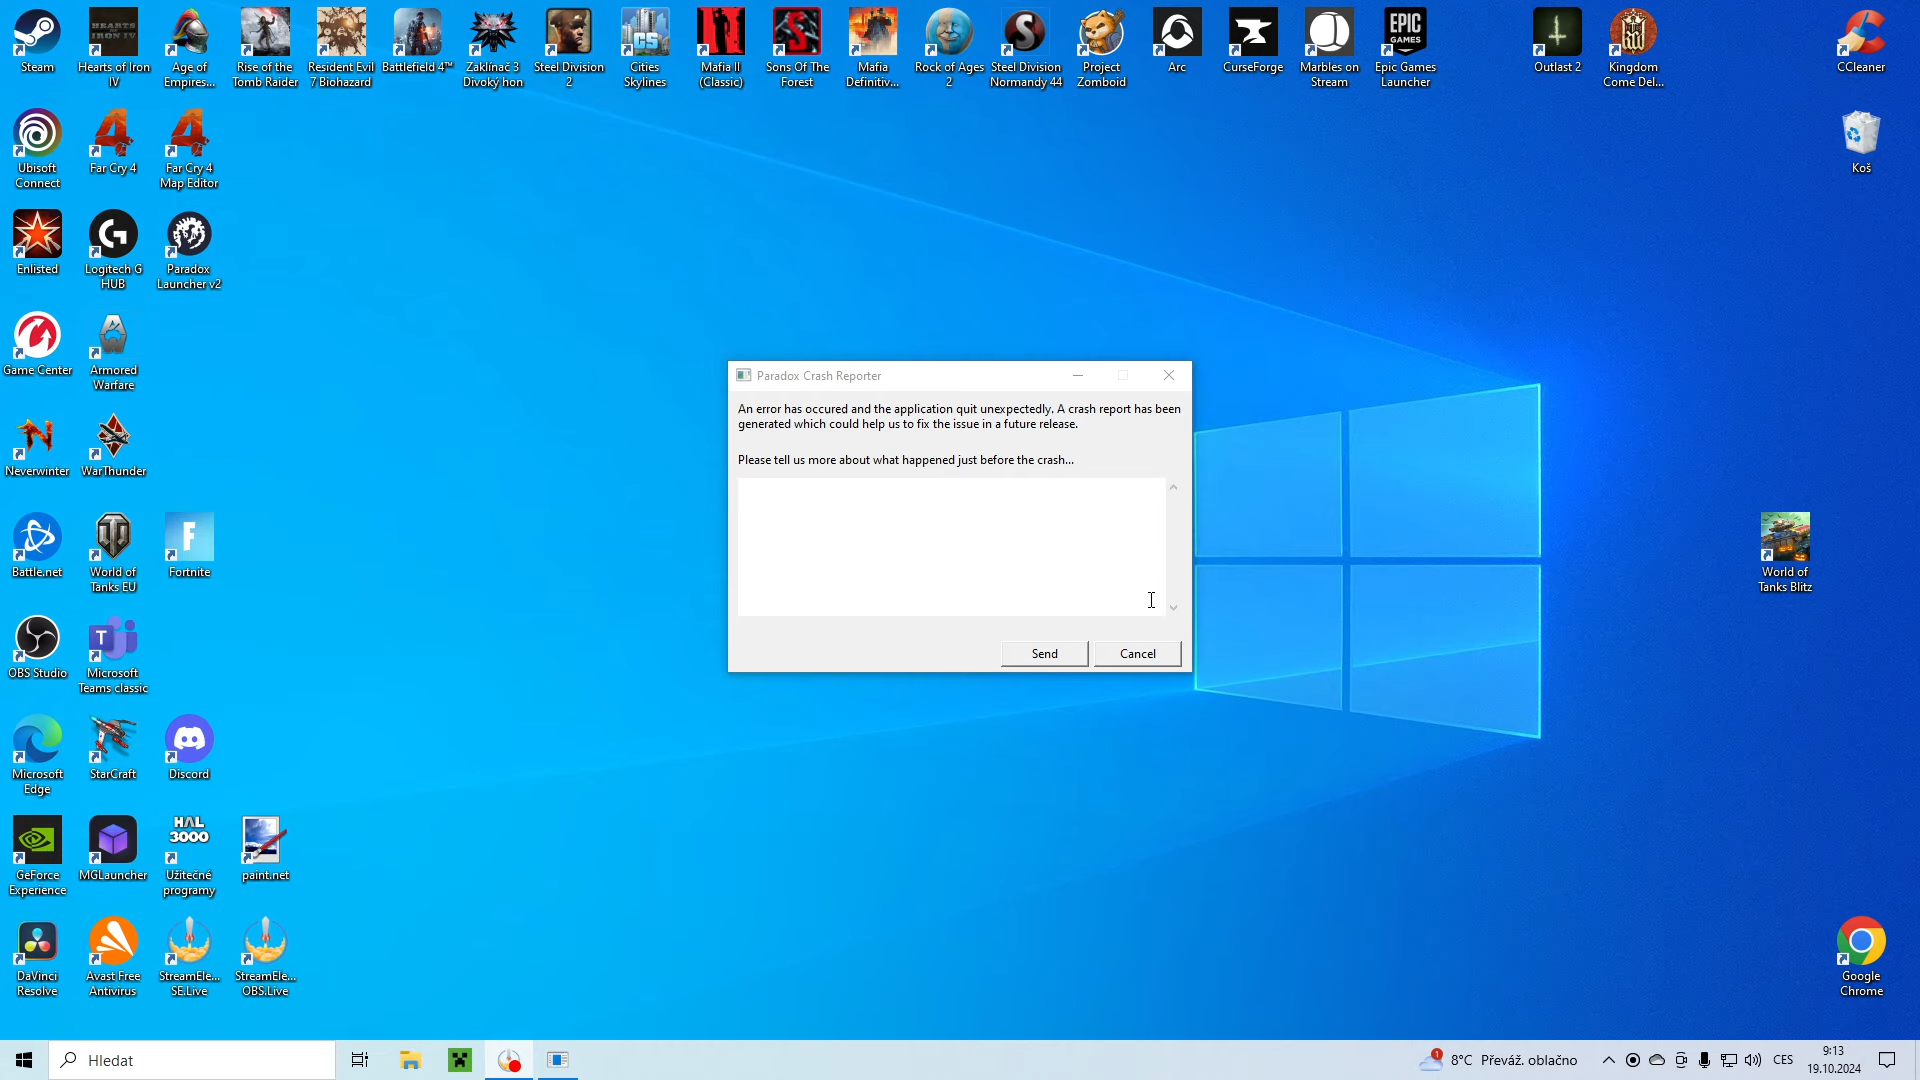 Steam
Hearts of Iron
IV
Age of
Empires...
Rise of the
Tomb Raider
Resident Evil
7 Biohazard
Battlefield 4™
Zaklínač 3
Divoký hon
Steel Division
2
Cities
Skylines
Mafia II
(Classic)
Sons Of The
Forest
Mafia
Definitiv...
Rock of Ages
2
Steel Division
Normandy 44
Project
Zomboid
Arc
CurseForge
Marbles on
Stream
EPIC
GAMES
Epic Games
Launcher
Outlast 2
Kingdom
Come Del...
CCleaner
Ubisoft
Connect
Far Cry 4
Far Cry 4
Map Editor
Koš
Enlisted
Logitech G
HUB
Paradox
Launcher v2
Game Center
Armored
Warfare
Paradox Crash Reporter
An error has occured and the application quit unexpectedly. A crash report has been
generated which could help us to fix the issue in a future release.
Please tell us more about what happened just before the crash...
Send
Cancel
Neverwinter
WarThunder
Battle.net
World of
Tanks EU
Fortnite
World of
Tanks Blitz
OBS Studio
Microsoft
Teams classic
Microsoft
Edge
StarCraft
Discord
GeForce
Experience
MGLauncher
HAL
3000
Užitečné
programy
paint.net
DaVinci
Resolve
Avast Free
Antivirus
StreamEle...
SE.Live
StreamEle...
OBS.Live
Google
Chrome
Hledat
1
8°C Převáž. oblačno
CES
9:13
19.10.2024